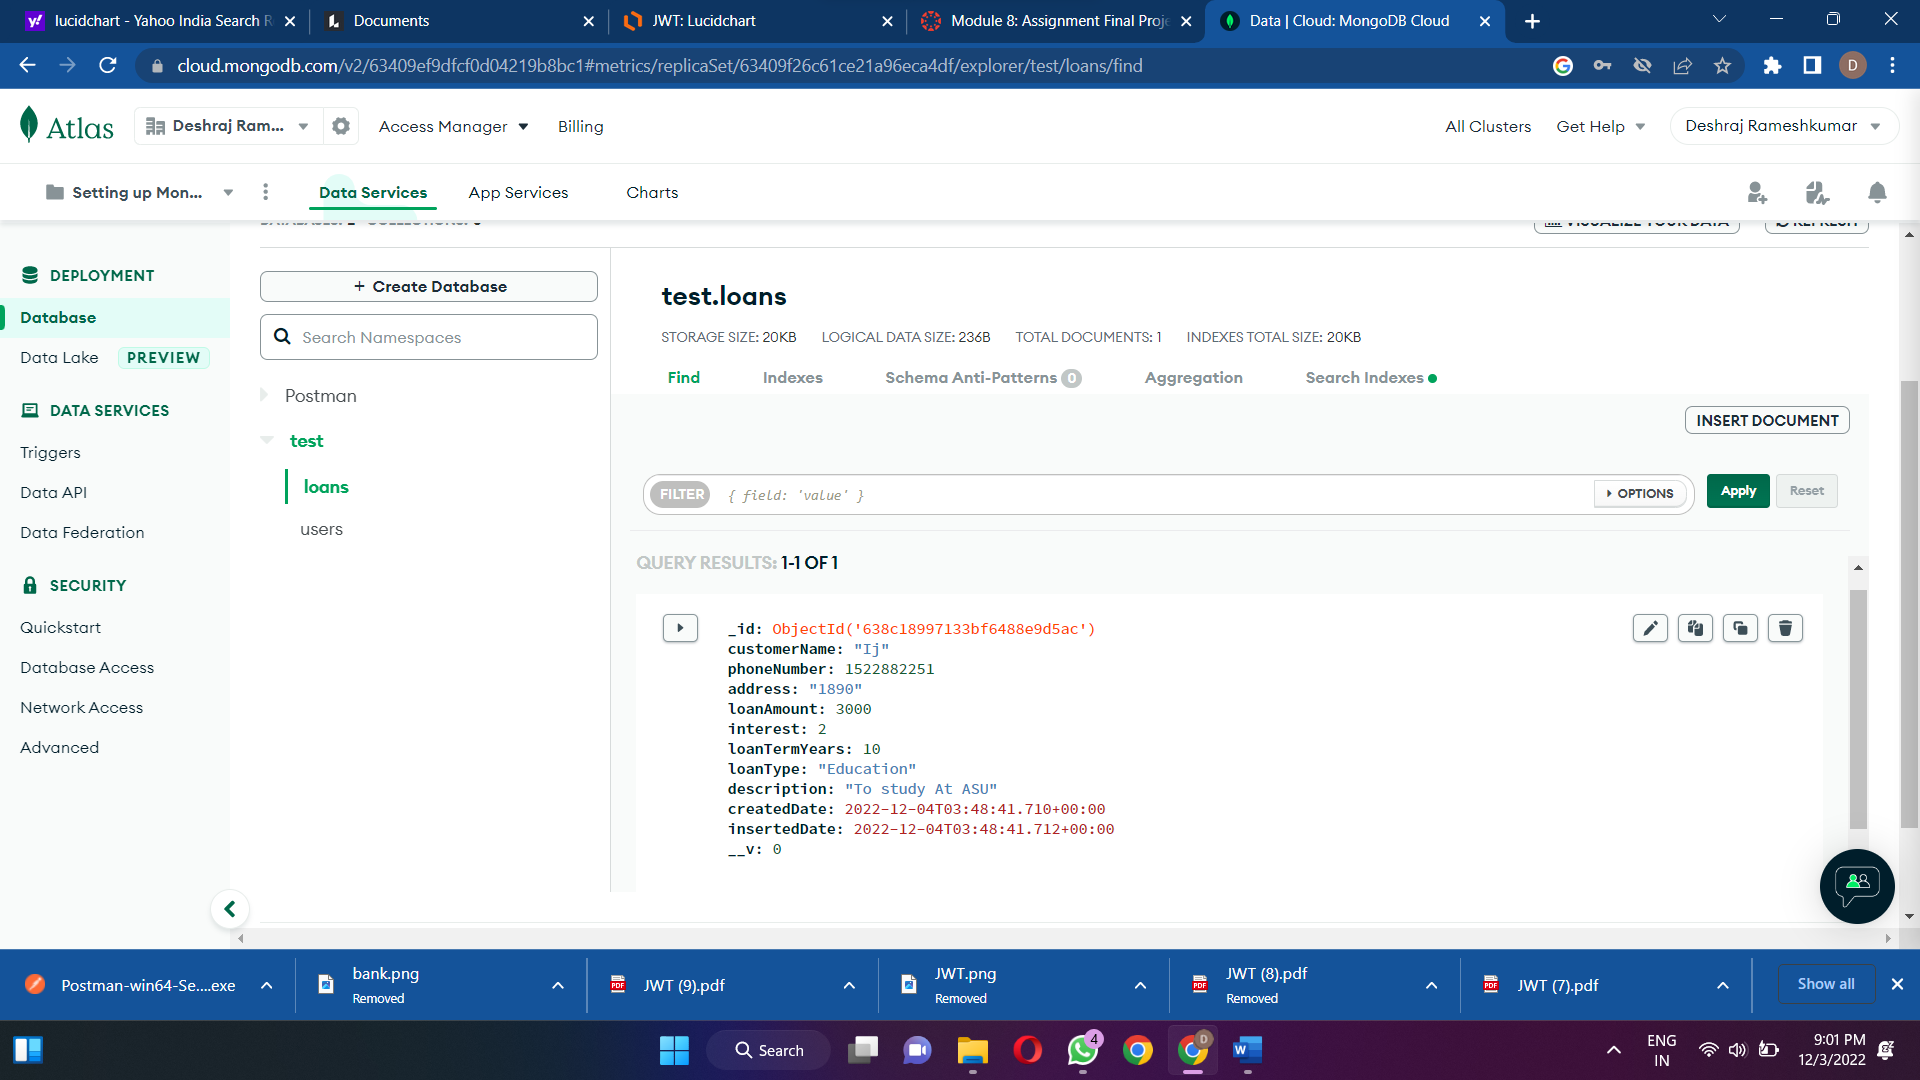 lucidchart - Yahoo India Search R
Documents
JWT: Lucidchart
Module 8: Assignment Final Proje
Data | Cloud: MongoDB Cloud
cloud.mongodb.com/v2/63409ef9dfcf0d04219b8bc1#metrics/replicaSet/63409f26c61ce21a96eca4df/explorer/test/loans/find
D
Atlas
Deshraj Ram...
Access Manager
Billing
All Clusters
Get Help
Deshraj Rameshkumar
Setting up Mon...
Data Services
App Services
Charts
VISUALIZE YOUR DATA
REFRESH
DEPLOYMENT
Database
Data Lake PREVIEW
DATA SERVICES
Triggers
Data API
Data Federation
SECURITY
Quickstart
Database Access
Network Access
Advanced
+ Create Database
Search Namespaces
Postman
test
loans
users
test.loans
STORAGE SIZE: 20KB LOGICAL DATA SIZE: 236B TOTAL DOCUMENTS: 1 INDEXES TOTAL SIZE: 20KB
Find Indexes Schema Anti-Patterns 0 Aggregation Search Indexes
INSERT DOCUMENT
FILTER { field: 'value' } OPTIONS Apply Reset
QUERY RESULTS: 1-1 OF 1
_id: ObjectId('638c18997133bf6488e9d5ac')
customerName: "Ij"
phoneNumber: 1522882251
address: "1890"
loanAmount: 3000
interest: 2
loanTermYears: 10
loanType: "Education"
description: "To study At ASU"
createdDate: 2022-12-04T03:48:41.710+00:00
insertedDate: 2022-12-04T03:48:41.712+00:00
__v: 0
Postman-win64-Se....exe
bank.png
Removed
JWT (9).pdf
JWT.png
Removed
JWT (8).pdf
Removed
JWT (7).pdf
Show all
Search
4
D
ENG
IN
9:01 PM
12/3/2022